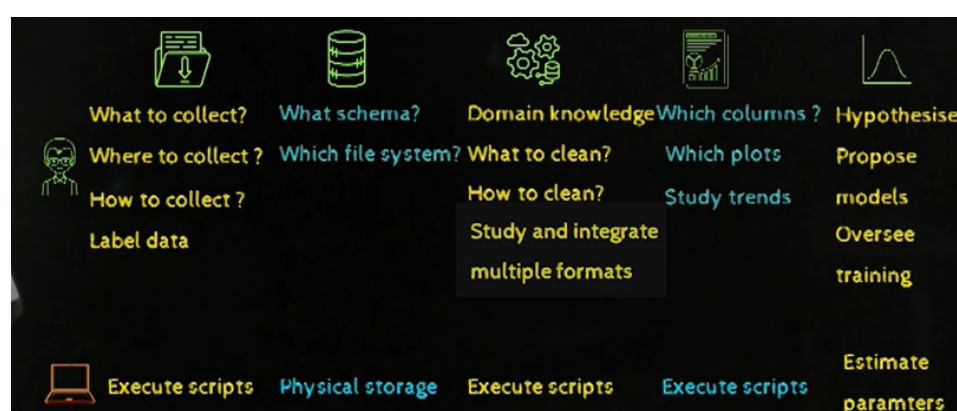 What to collect?
Where to collect ?
How to collect ?
Label data
Execute scripts
What schema?
Which file system?
Physical storage
Domain knowledge
What to clean?
How to clean?
Study and integrate
multiple formats
Execute scripts
Which columns ?
Which plots
Study trends
Execute scripts
Hypothesise
Propose
models
Oversee
training
Estimate
paramters